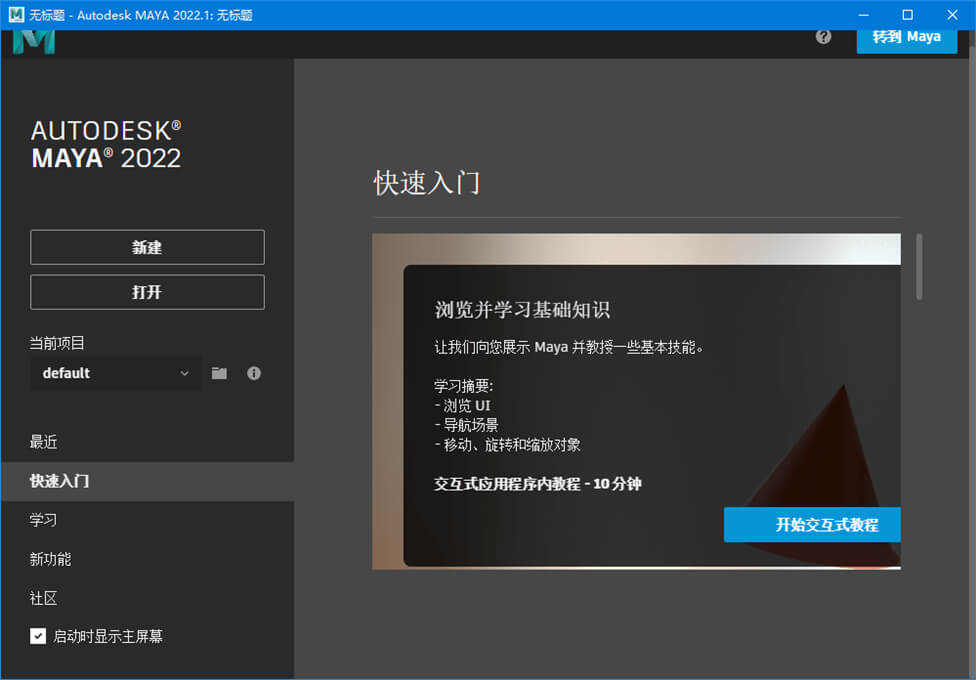 无标题 - Autodesk MAYA 2022.1: 无标题
转到 Maya
AUTODESK®
MAYA® 2022
新建
打开
当前项目
default
最近
快速入门
学习
新功能
社区
启动时显示主屏幕
快速入门
浏览并学习基础知识
让我们向您展示 Maya 并教授一些基本技能。
学习摘要:
- 浏览 UI
- 导航场景
- 移动、旋转和缩放对象
交互式应用程序内教程 - 10 分钟
开始交互式教程